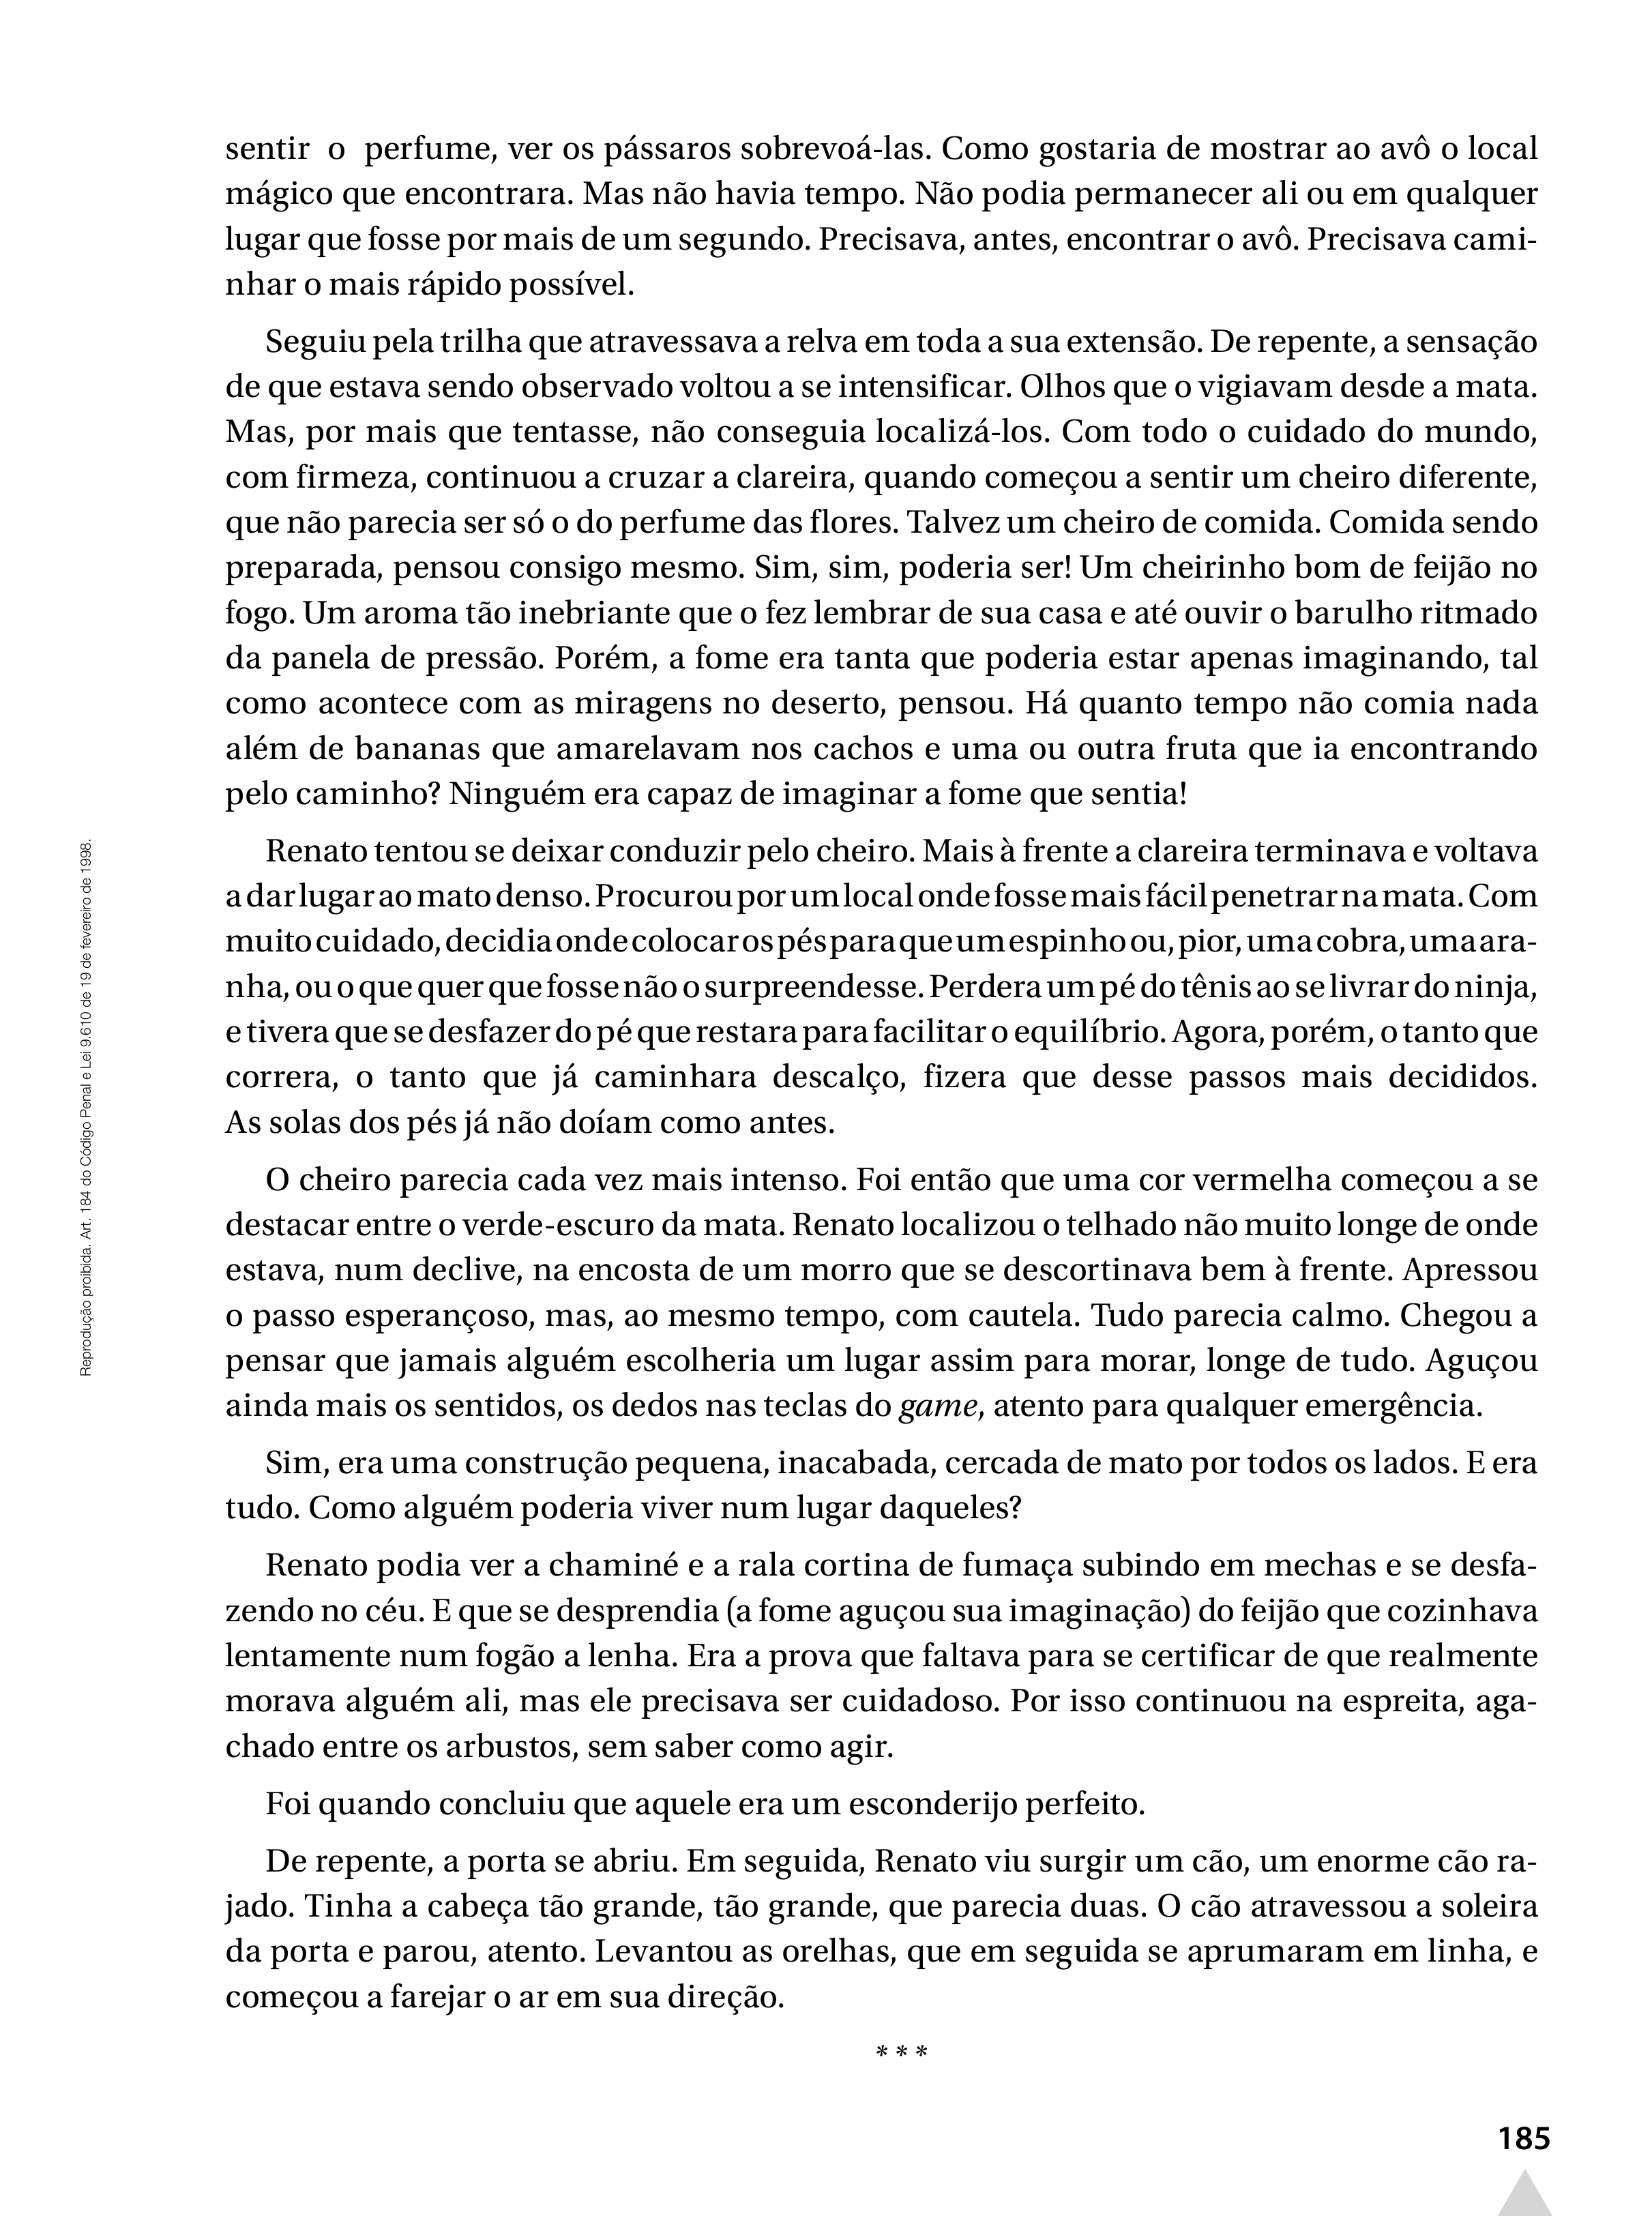 sentir o perfume, ver os pássaros sobrevoá-las. Como gostaria de mostrar ao avô o local
mágico que encontrara. Mas não havia tempo. Não podia permanecer ali ou em qualquer
lugar que fosse por mais de um segundo. Precisava, antes, encontrar o avô. Precisava cami-
nhar o mais rápido possível.
Seguiu pela trilha que atravessava a relva em toda a sua extensão. De repente, a sensação
de que estava sendo observado voltou a se intensificar. Olhos que o vigiavam desde a mata.
Mas, por mais que tentasse, não conseguia localizá-los. Com todo o cuidado do mundo,
com firmeza, continuou a cruzar a clareira, quando começou a sentir um cheiro diferente,
que não parecia ser só o do perfume das flores. Talvez um cheiro de comida. Comida sendo
preparada, pensou consigo mesmo. Sim, sim, poderia ser! Um cheirinho bom de feijão no
fogo. Um aroma tão inebriante que o fez lembrar de sua casa e até ouvir o barulho ritmado
da panela de pressão. Porém, a fome era tanta que poderia estar apenas imaginando, tal
como acontece com as miragens no deserto, pensou. Há quanto tempo não comia nada
além de bananas que amarelavam nos cachos e uma ou outra fruta que ia encontrando
pelo caminho? Ninguém era capaz de imaginar a fome que sentia!
Renato tentou se deixar conduzir pelo cheiro. Mais à frente a clareira terminava e voltava
a dar lugar ao mato denso. Procurou por um local onde fosse mais fácil penetrar na mata. Com
muito cuidado, decidia onde colocar os pés para que um espinho ou, pior, uma cobra, uma ara-
nha, ou o que quer que fosse não o surpreendesse. Perdera um pé do tênis ao se livrar do ninja,
e tivera que se desfazer do pé que restara para facilitar o equilíbrio. Agora, porém, o tanto que
correra, o tanto que já caminhara descalço, fizera que desse passos mais decididos.
As solas dos pés já não doíam como antes.
O cheiro parecia cada vez mais intenso. Foi então que uma cor vermelha começou a se
destacar entre o verde-escuro da mata. Renato localizou o telhado não muito longe de onde
estava, num declive, na encosta de um morro que se descortinava bem à frente. Apressou
o passo esperançoso, mas, ao mesmo tempo, com cautela. Tudo parecia calmo. Chegou a
pensar que jamais alguém escolheria um lugar assim para morar, longe de tudo. Aguçou
ainda mais os sentidos, os dedos nas teclas do game, atento para qualquer emergência.
Sim, era uma construção pequena, inacabada, cercada de mato por todos os lados. E era
tudo. Como alguém poderia viver num lugar daqueles?
Renato podia ver a chaminé e a rala cortina de fumaça subindo em mechas e se desfa-
zendo no céu. E que se desprendia (a fome aguçou sua imaginação) do feijão que cozinhava
lentamente num fogão a lenha. Era a prova que faltava para se certificar de que realmente
morava alguém ali, mas ele precisava ser cuidadoso. Por isso continuou na espreita, aga-
chado entre os arbustos, sem saber como agir.
Foi quando concluiu que aquele era um esconderijo perfeito.
De repente, a porta se abriu. Em seguida, Renato viu surgir um cão, um enorme cão ra-
jado. Tinha a cabeça tão grande, tão grande, que parecia duas. O cão atravessou a soleira
da porta e parou, atento. Levantou as orelhas, que em seguida se aprumaram em linha, e
começou a farejar o ar em sua direção.
* * *
185
Reprodução proibida. Art. 184 do Código Penal e Lei 9.610 de 19 de fevereiro de 1998.